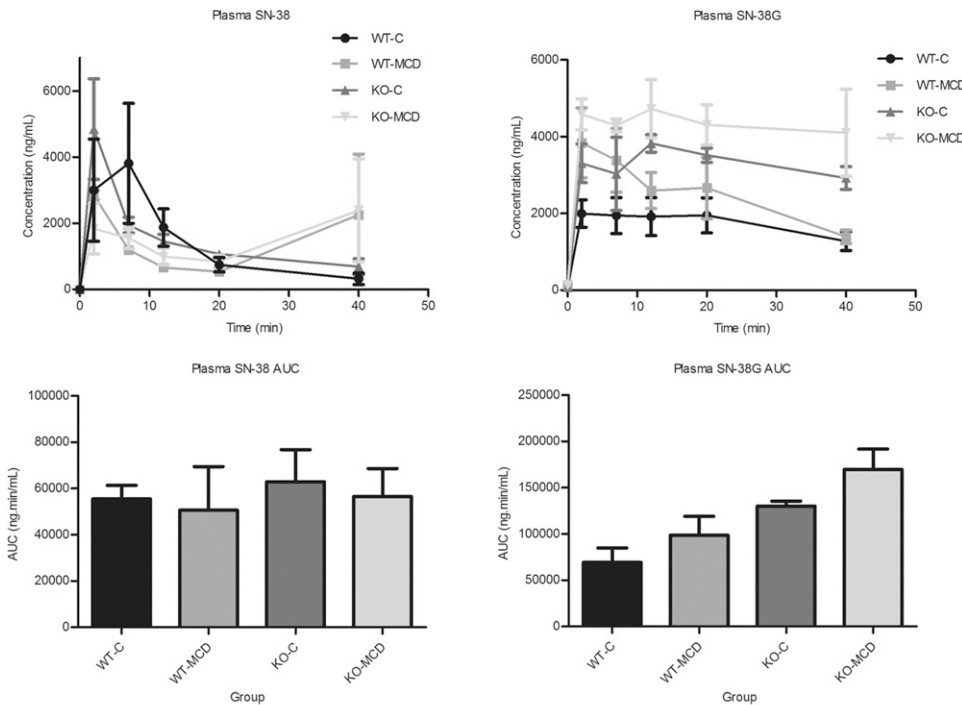 Plasma SN-38
WT-C
WT-MCD
KO-C
KO-MCD
Concentration (ng/mL)
6000
4000
2000
0
0 10 20 30 40 50
Time (min)
Plasma SN-38G
WT-C
WT-MCD
KO-C
KO-MCD
Concentration (ng/mL)
6000
4000
2000
0
0 10 20 30 40 50
Time (min)
Plasma SN-38 AUC
AUC (ng.min/mL)
100000
80000
60000
40000
20000
0
WT-C
WT-MCD
KO-C
KO-MCD
Group
Plasma SN-38G AUC
AUC (ng.min/mL)
250000
200000
150000
100000
50000
0
WT-C
WT-MCD
KO-C
KO-MCD
Group